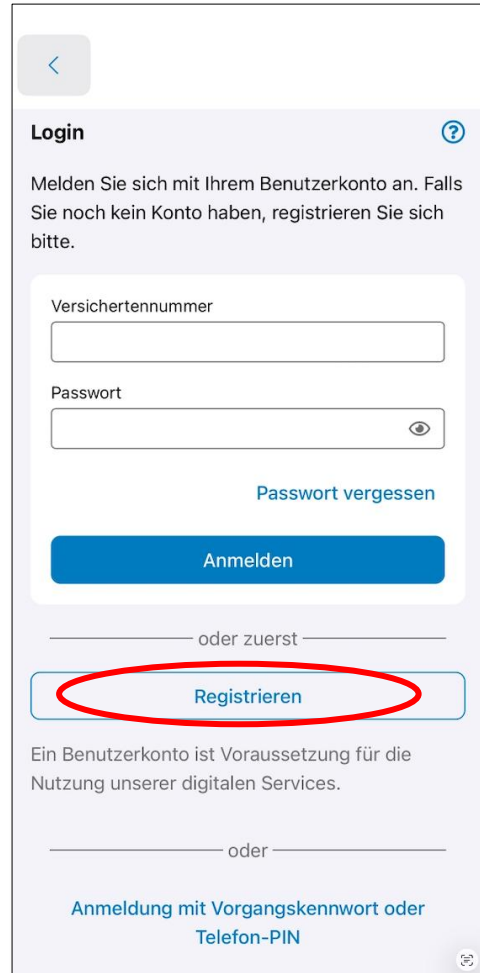 Login
Melden Sie sich mit Ihrem Benutzerkonto an. Falls
Sie noch kein Konto haben, registrieren Sie sich
bitte.
Versichertennummer
Passwort
Passwort vergessen
Anmelden
oder zuerst
Registrieren
Ein Benutzerkonto ist Voraussetzung für die
Nutzung unserer digitalen Services.
oder
Anmeldung mit Vorgangskennwort oder
Telefon-PIN